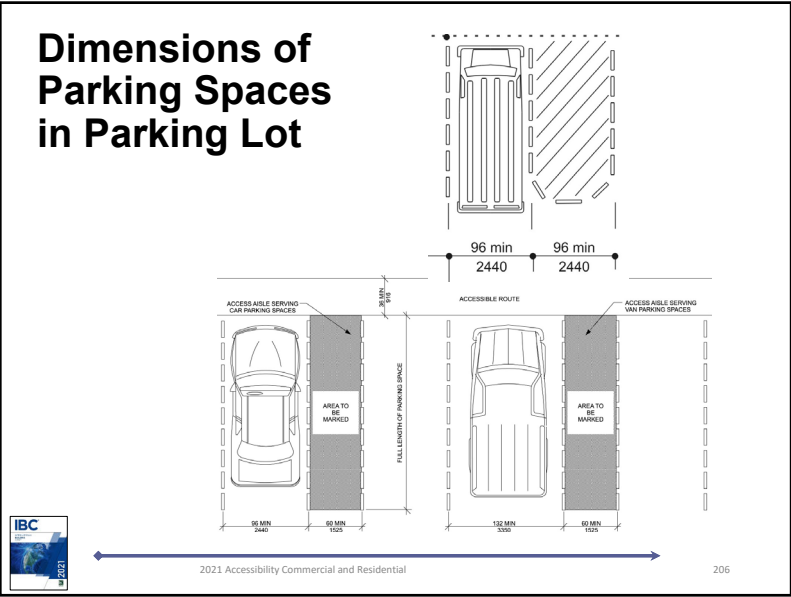 Dimensions of
Parking Spaces
in Parking Lot
96 min
2440
96 min
2440
36 MIN
915
ACCESSIBLE ROUTE
ACCESS AISLE SERVING
CAR PARKING SPACES
ACCESS AISLE SERVING
VAN PARKING SPACES
FULL LENGTH OF PARKING SPACE
AREA TO
BE
MARKED
AREA TO
BE
MARKED
96 MIN
2440
60 MIN
1525
132 MIN
3350
60 MIN
1525
IBC
2021
2021 Accessibility Commercial and Residential
206